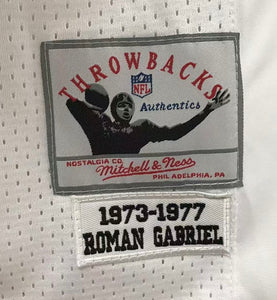 THROWBACKS
NFL
Authentics
NOSTALGIA CO.
Mitchell & Ness
PHILADELPHIA, PA
1973-1977
ROMAN GABRIEL